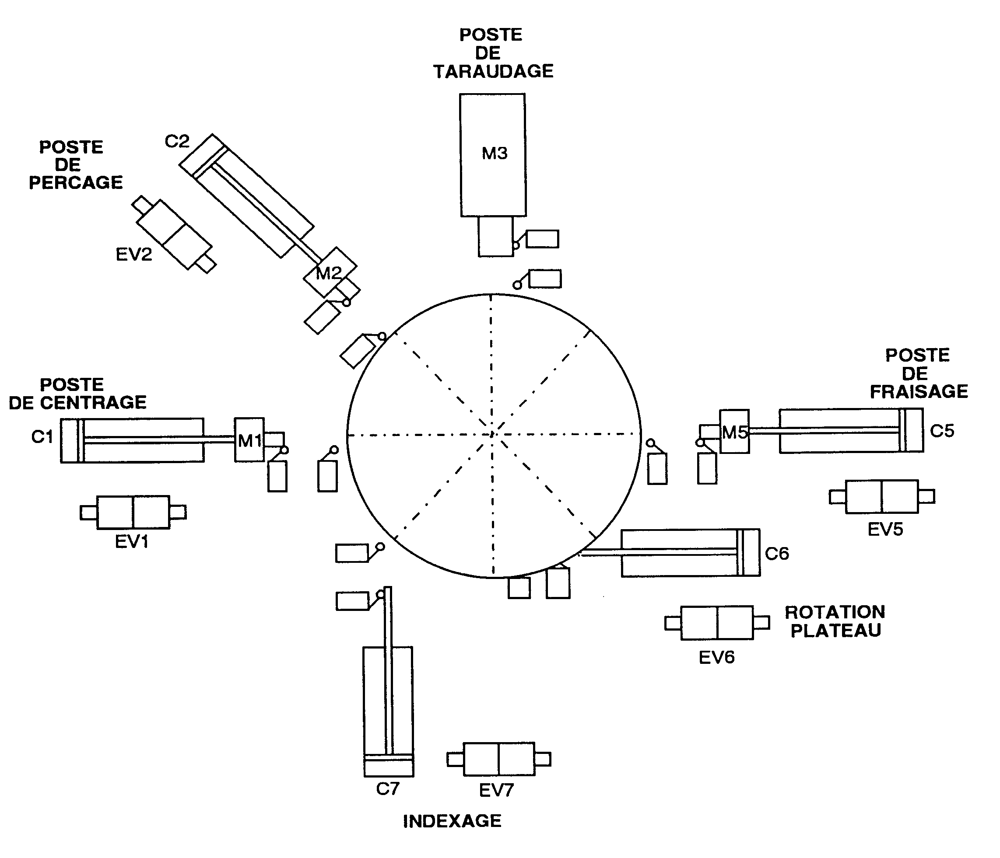 POSTE
DE
TARAUDAGE
M3
C2
POSTE
DE
PERCAGE
EV2
M2
POSTE
DE CENTRAGE
C1
M1
EV1
POSTE
DE
FRAISAGE
M5
C5
EV5
C6
ROTATION
PLATEAU
EV6
C7
EV7
INDEXAGE